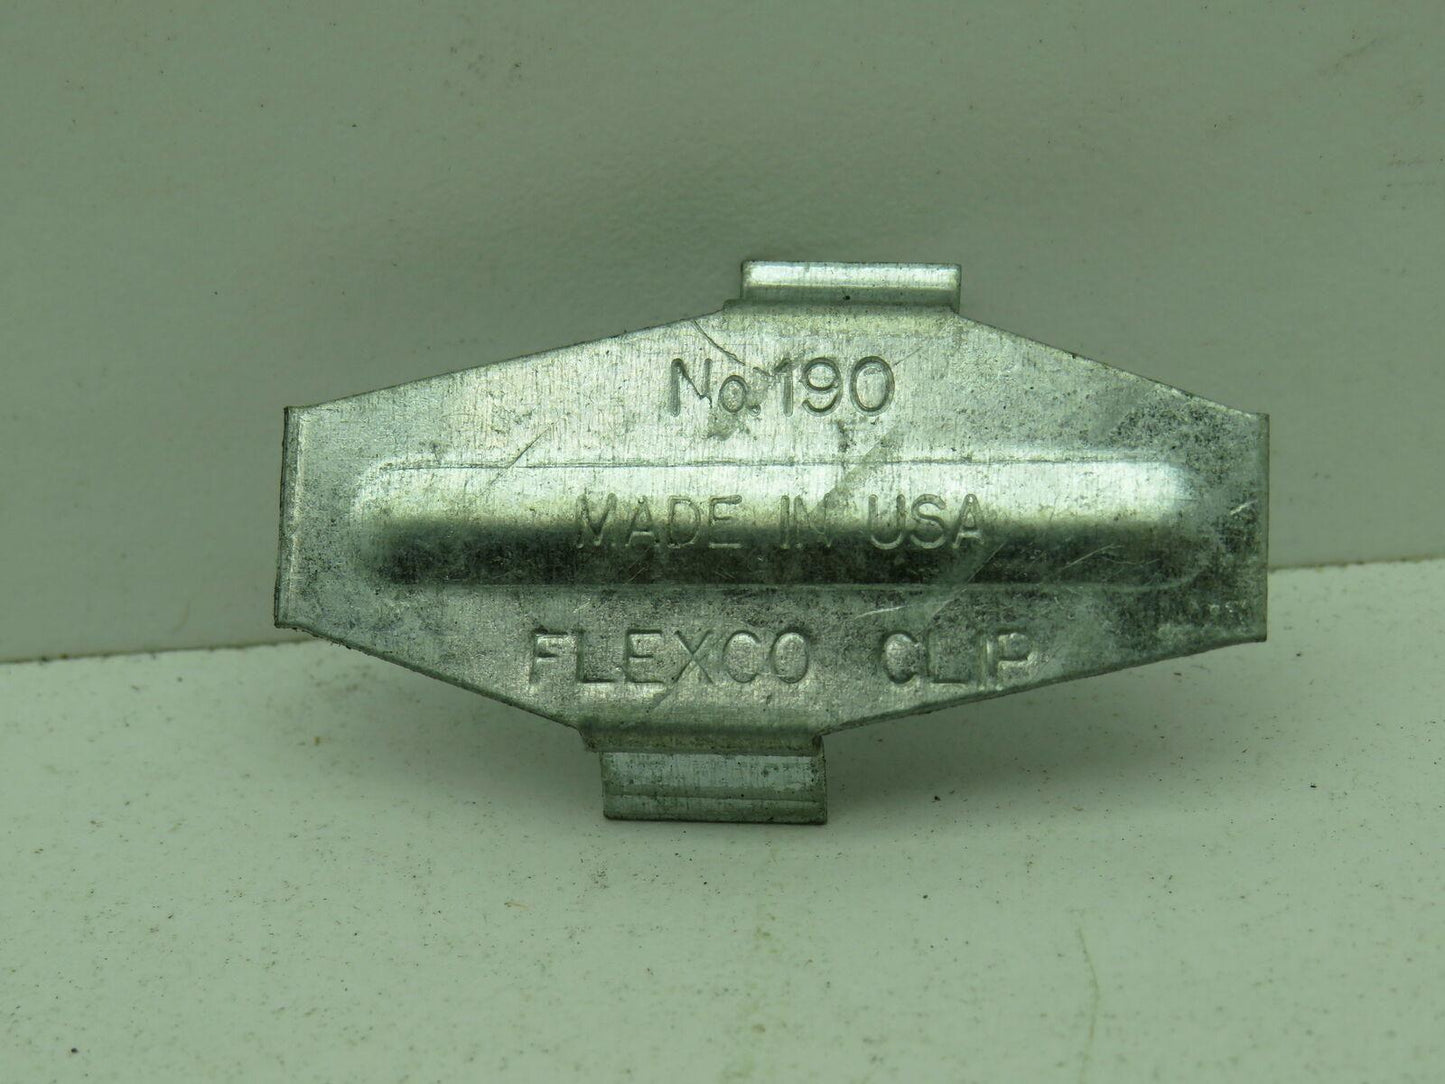 No. 190
MADE IN USA
FLEXCO CLIP